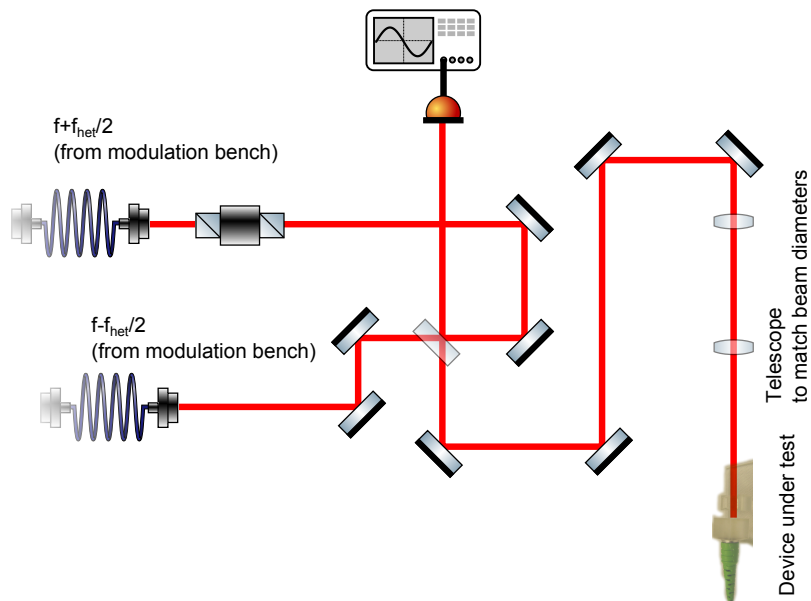 f+fhet/2
(from modulation bench)
f-fhet/2
(from modulation bench)
Telescope
to match beam diameters
Device under test